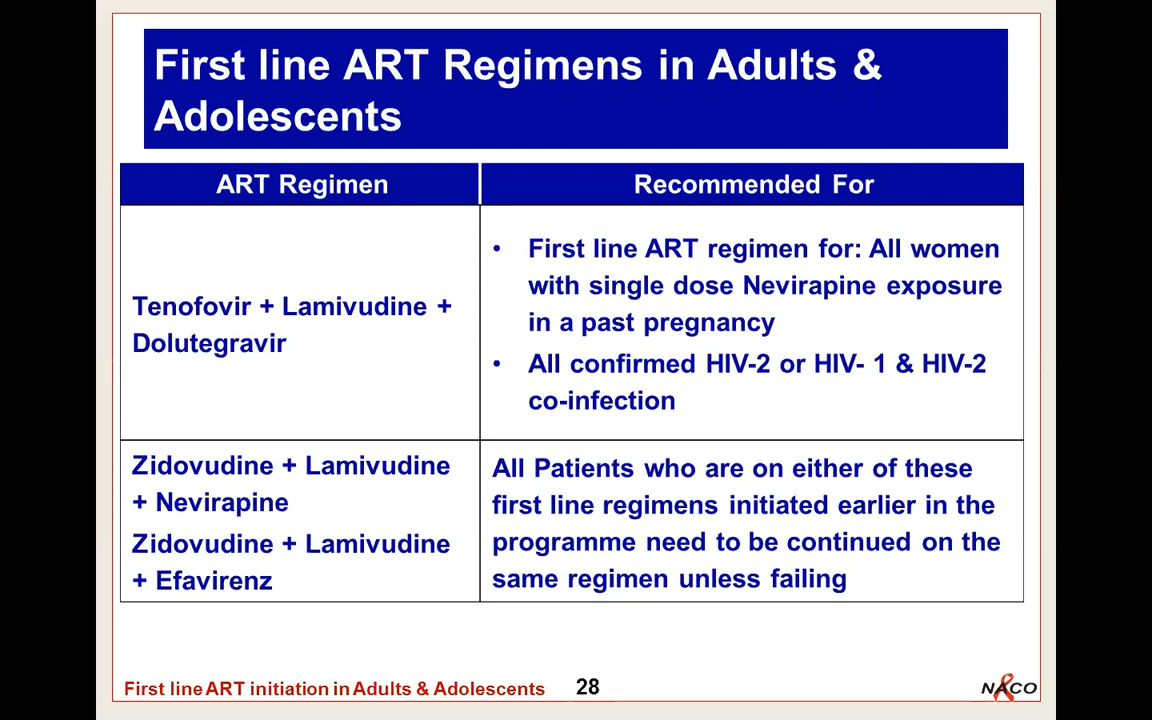 First line ART Regimens in Adults &
Adolescents
ART Regimen
Recommended For
Tenofovir + Lamivudine +
Dolutegravir
• First line ART regimen for: All women
with single dose Nevirapine exposure
in a past pregnancy
• All confirmed HIV-2 or HIV- 1 & HIV-2
co-infection
Zidovudine + Lamivudine
+ Nevirapine
Zidovudine + Lamivudine
+ Efavirenz
All Patients who are on either of these
first line regimens initiated earlier in the
programme need to be continued on the
same regimen unless failing
First line ART initiation in Adults & Adolescents
28
NACO